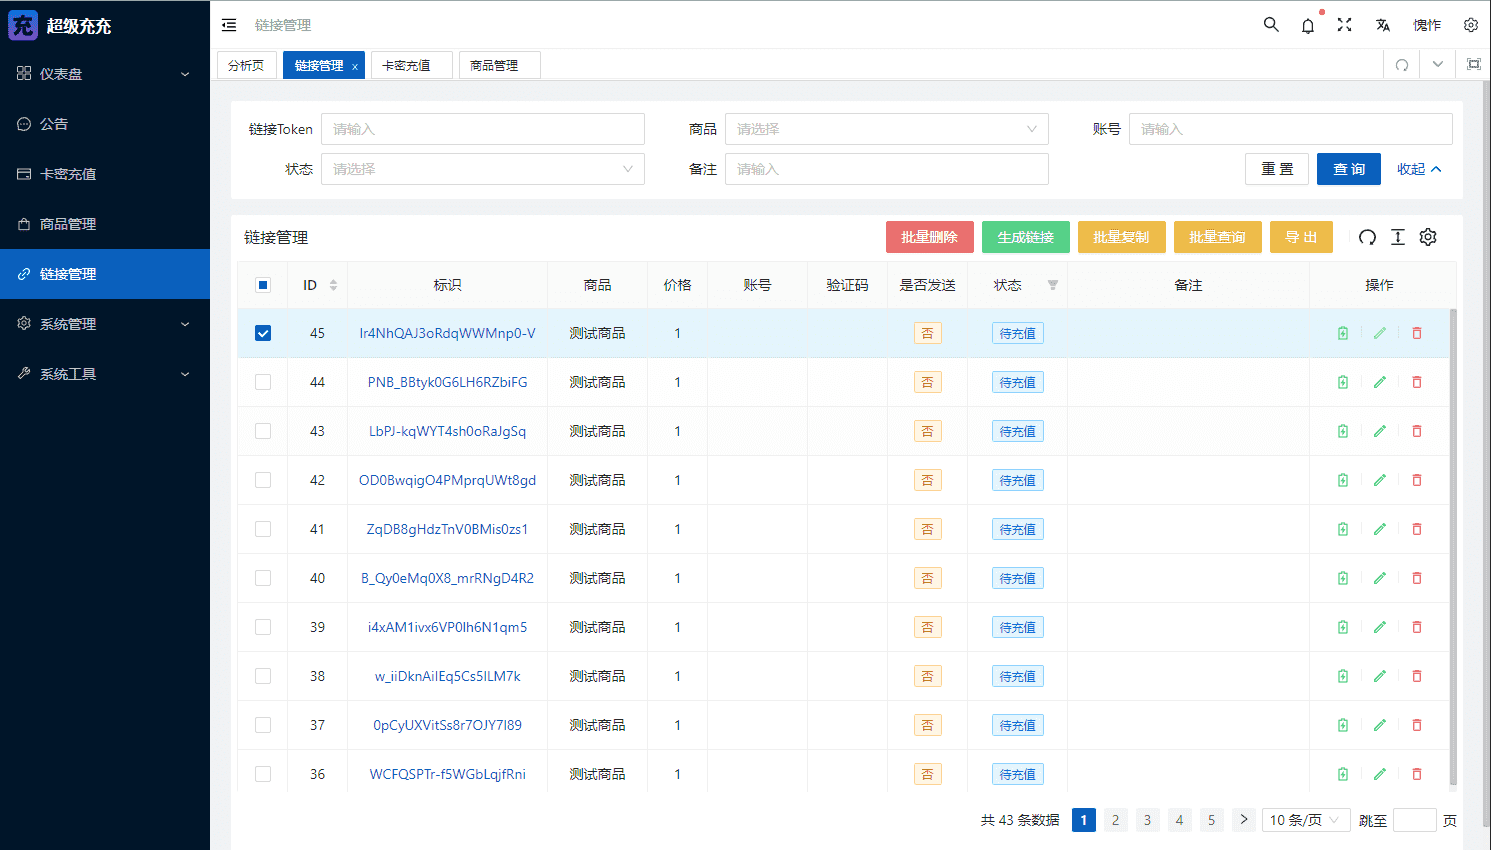 充 超级充充
仪表盘
公告
卡密充值
商品管理
链接管理
系统管理
系统工具
链接管理
愧怍
分析页 链接管理 x 卡密充值 商品管理
链接Token 请输入 商品 请选择 账号 请输入
状态 请选择 备注 请输入 重 置 查 询 收起
链接管理 批量删除 生成链接 批量复制 批量查询 导 出
ID 标识 商品 价格 账号 验证码 是否发送 状态 备注 操作
45 Ir4NhQAJ3oRdqWWMnp0-V 测试商品 1 否 待充值
44 PNB_BBtyk0G6LH6RZbiFG 测试商品 1 否 待充值
43 LbPJ-kqWYT4sh0oRaJgSq 测试商品 1 否 待充值
42 OD0BwqigO4PMprqUWt8gd 测试商品 1 否 待充值
41 ZqDB8gHdzTnV0BMis0zs1 测试商品 1 否 待充值
40 B_Qy0eMq0X8_mrRNgD4R2 测试商品 1 否 待充值
39 i4xAM1ivx6VP0lh6N1qm5 测试商品 1 否 待充值
38 w_iiDknAiIEq5Cs5ILM7k 测试商品 1 否 待充值
37 0pCyUXVitSs8r7OJY7I89 测试商品 1 否 待充值
36 WCFQSPTr-f5WGbLqjfRni 测试商品 1 否 待充值
共 43 条数据 1 2 3 4 5 10 条/页 跳至 页